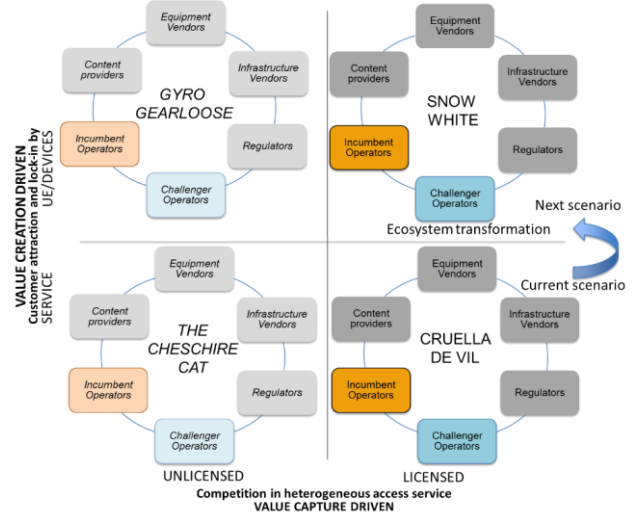 Equipment
Vendors
Content
providers
Infrastructure
Vendors
GYRO
GEARLOOSE
Incumbent
Operators
Regulators
Challenger
Operators
Equipment
Vendors
Content
providers
Infrastructure
Vendors
SNOW
WHITE
Incumbent
Operators
Regulators
Challenger
Operators
Ecosystem transformation
Next scenario
Current scenario
VALUE CREATION DRIVEN
Customer attraction and lock-in by
UE/DEVICES
SERVICE
Equipment
Vendors
Content
providers
Infrastructure
Vendors
THE
CHESCHIRE
CAT
Incumbent
Operators
Regulators
Challenger
Operators
Equipment
Vendors
Content
providers
Infrastructure
Vendors
CRUELLA
DE VIL
Incumbent
Operators
Regulators
Challenger
Operators
UNLICENSED
LICENSED
Competition in heterogeneous access service
VALUE CAPTURE DRIVEN